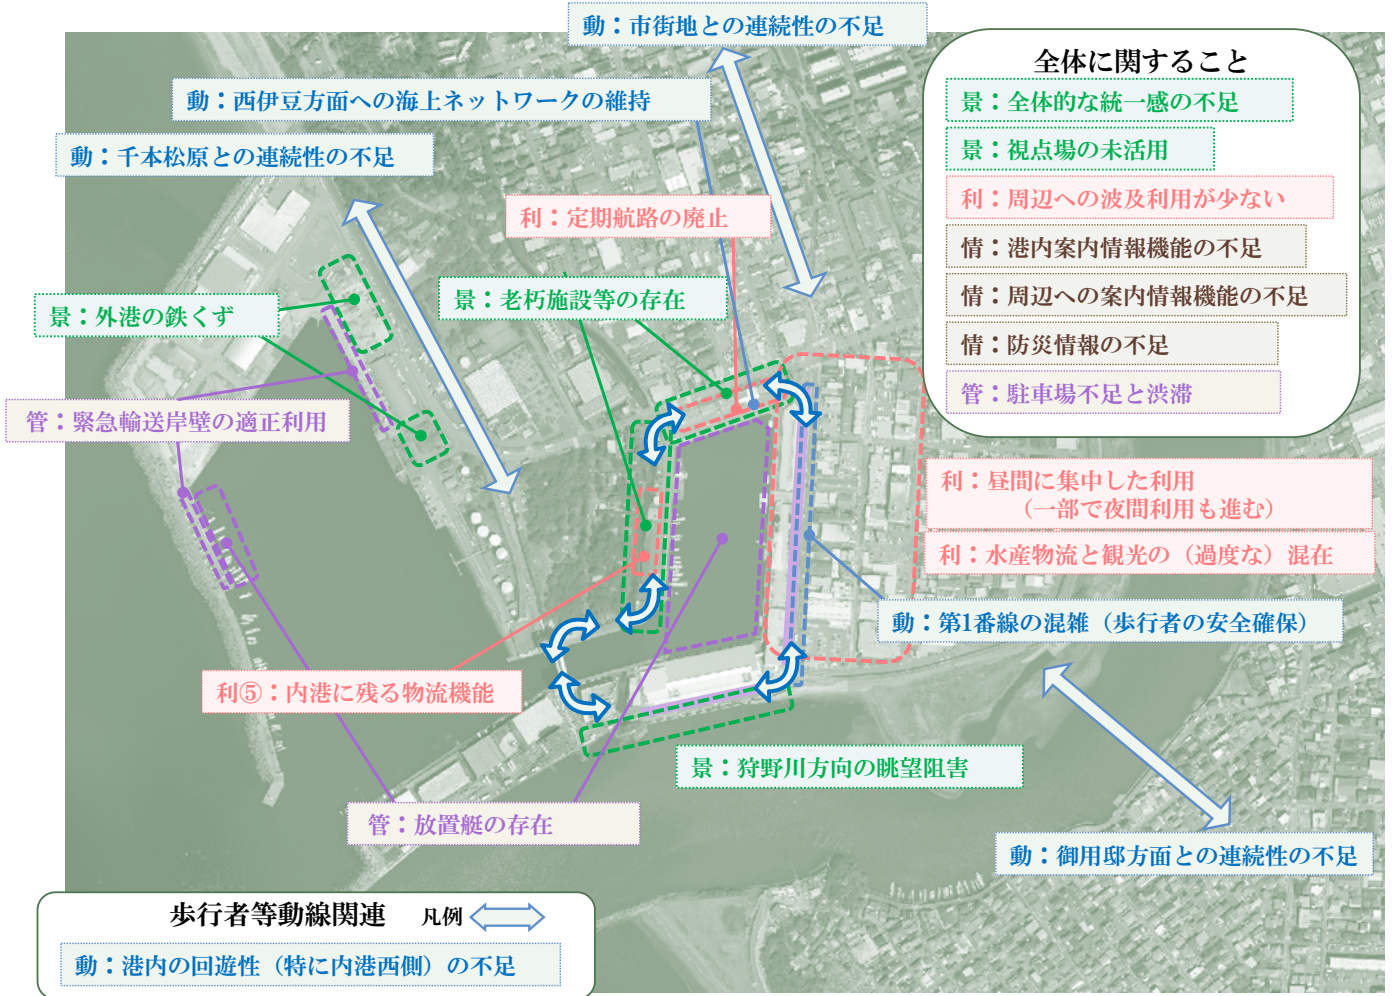 動：市街地との連続性の不足
動：西伊豆方面への海上ネットワークの維持
動：千本松原との連続性の不足
利：定期航路の廃止
景：老朽施設等の存在
景：外港の鉄くず
管：緊急輸送岸壁の適正利用
全体に関すること
景：全体的な統一感の不足
景：視点場の未活用
利：周辺への波及利用が少ない
情：港内案内情報機能の不足
情：周辺への案内情報機能の不足
情：防災情報の不足
管：駐車場不足と渋滞
利：昼間に集中した利用
（一部で夜間利用も進む）
利：水産物流と観光の（過度な）混在
動：第1番線の混雑（歩行者の安全確保）
利⑤：内港に残る物流機能
景：狩野川方向の眺望阻害
管：放置艇の存在
動：御用邸方面との連続性の不足
歩行者等動線関連 凡例
動：港内の回遊性（特に内港西側）の不足